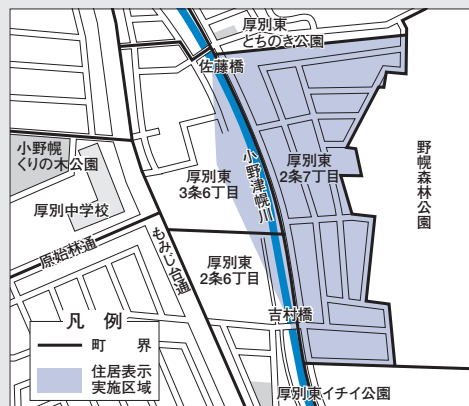 厚別東
とちのき公園
佐藤橋
小野幌
くりの木公園
厚別東
3条6丁目
小野津幌川
厚別東
2条7丁目
野幌森林公園
厚別中学校
原始林通
もみじ台通
厚別東
2条6丁目
吉村橋
凡 例
町 界
住居表示
実施区域
厚別東イチイ公園